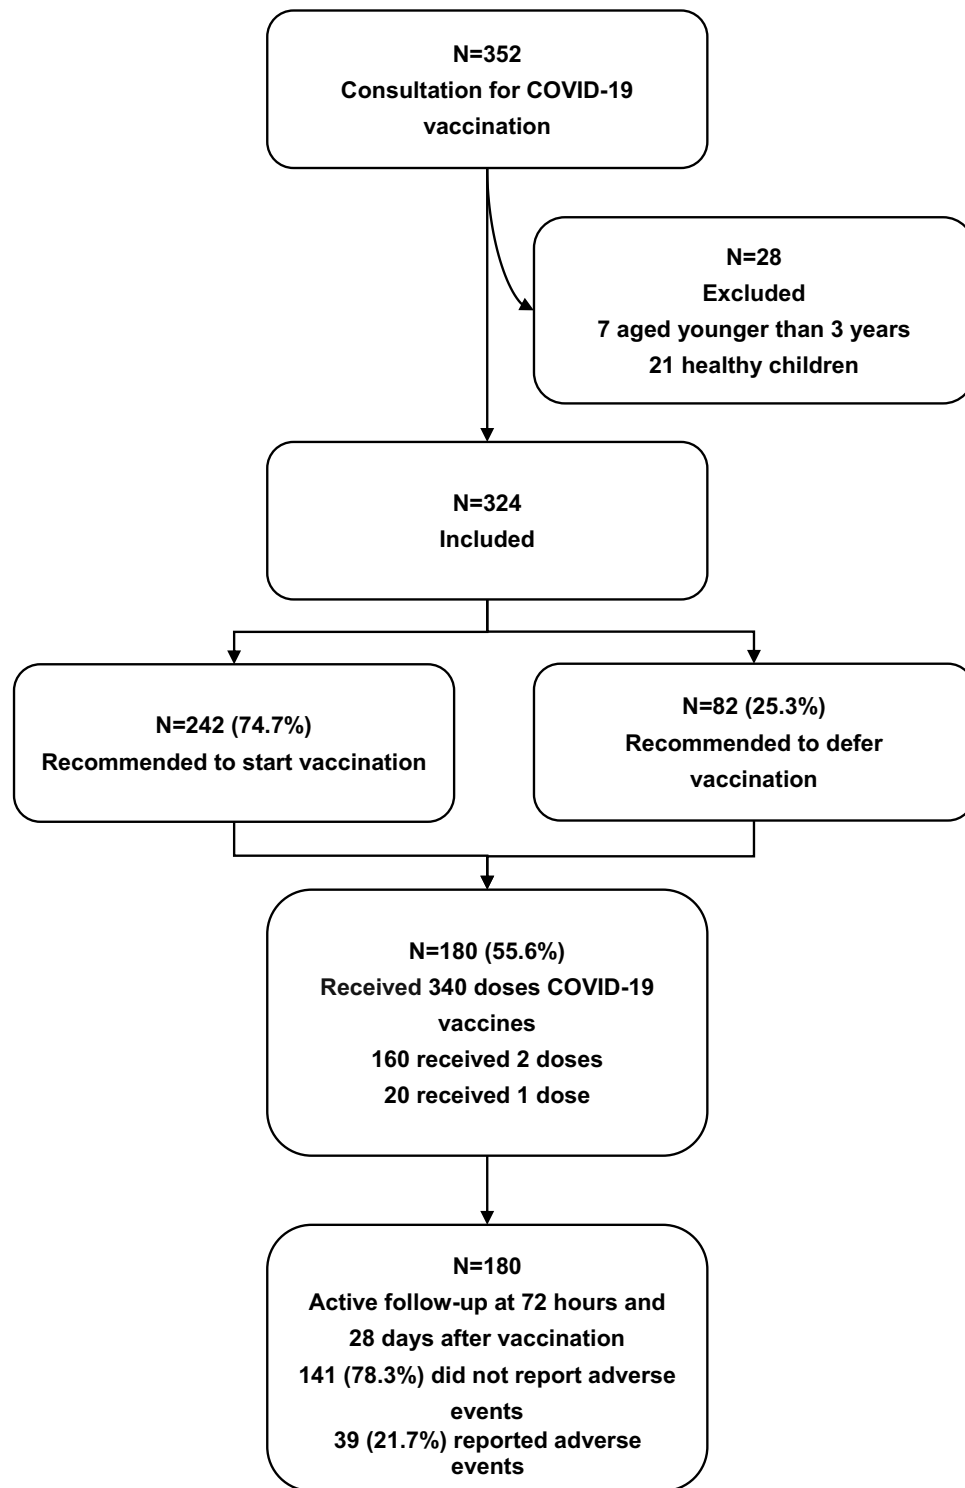 N=352
Consultation for COVID-19
vaccination
N=28
Excluded
7 aged younger than 3 years
21 healthy children
N=324
Included
N=242 (74.7%)
Recommended to start vaccination
N=82 (25.3%)
Recommended to defer
vaccination
N=180 (55.6%)
Received 340 doses COVID-19
vaccines
160 received 2 doses
20 received 1 dose
N=180
Active follow-up at 72 hours and
28 days after vaccination
141 (78.3%) did not report adverse
events
39 (21.7%) reported adverse
events